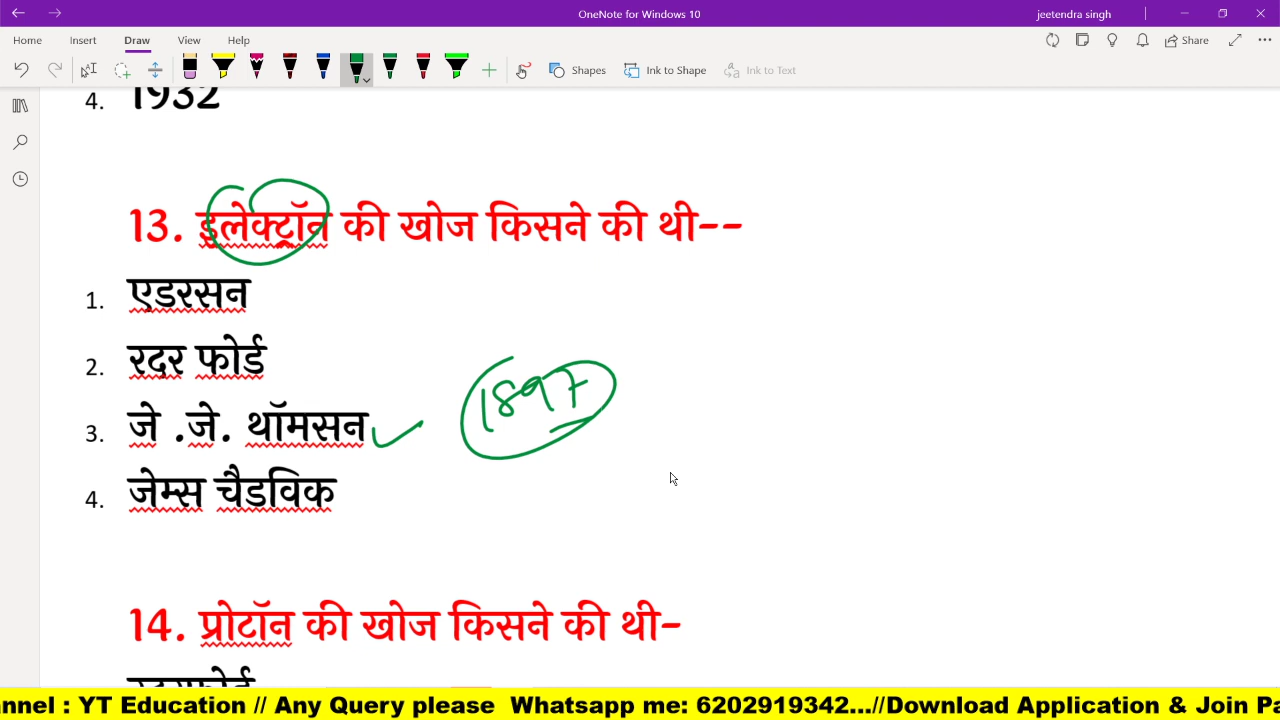 OneNote for Windows 10
jeetendra singh
Home Insert Draw View Help
Share
Shapes Ink to Shape Ink to Text
4. 1932
13. इलेक्ट्रॉन की खोज किसने की थी--
1. एडरसन
2. रदर फोर्ड
3. जे .जे. थॉमसन
1897
4. जेम्स चैडविक
14. प्रोटॉन की खोज किसने की थी-
annel : YT Education // Any Query please Whatsapp me: 6202919342...//Download Application & Join Pa